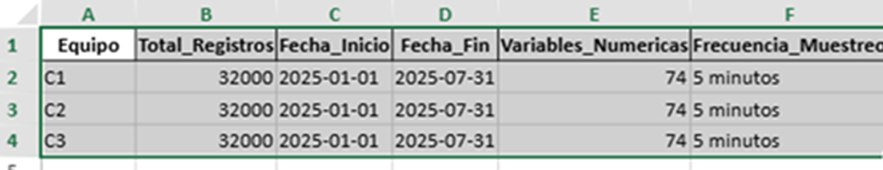 A B C D E F
1 Equipo Total_Registros Fecha_Inicio Fecha_Fin Variables_Numericas Frecuencia_Muestreo
2 C1 32000 2025-01-01 2025-07-31 74 5 minutos
3 C2 32000 2025-01-01 2025-07-31 74 5 minutos
4 C3 32000 2025-01-01 2025-07-31 74 5 minutos